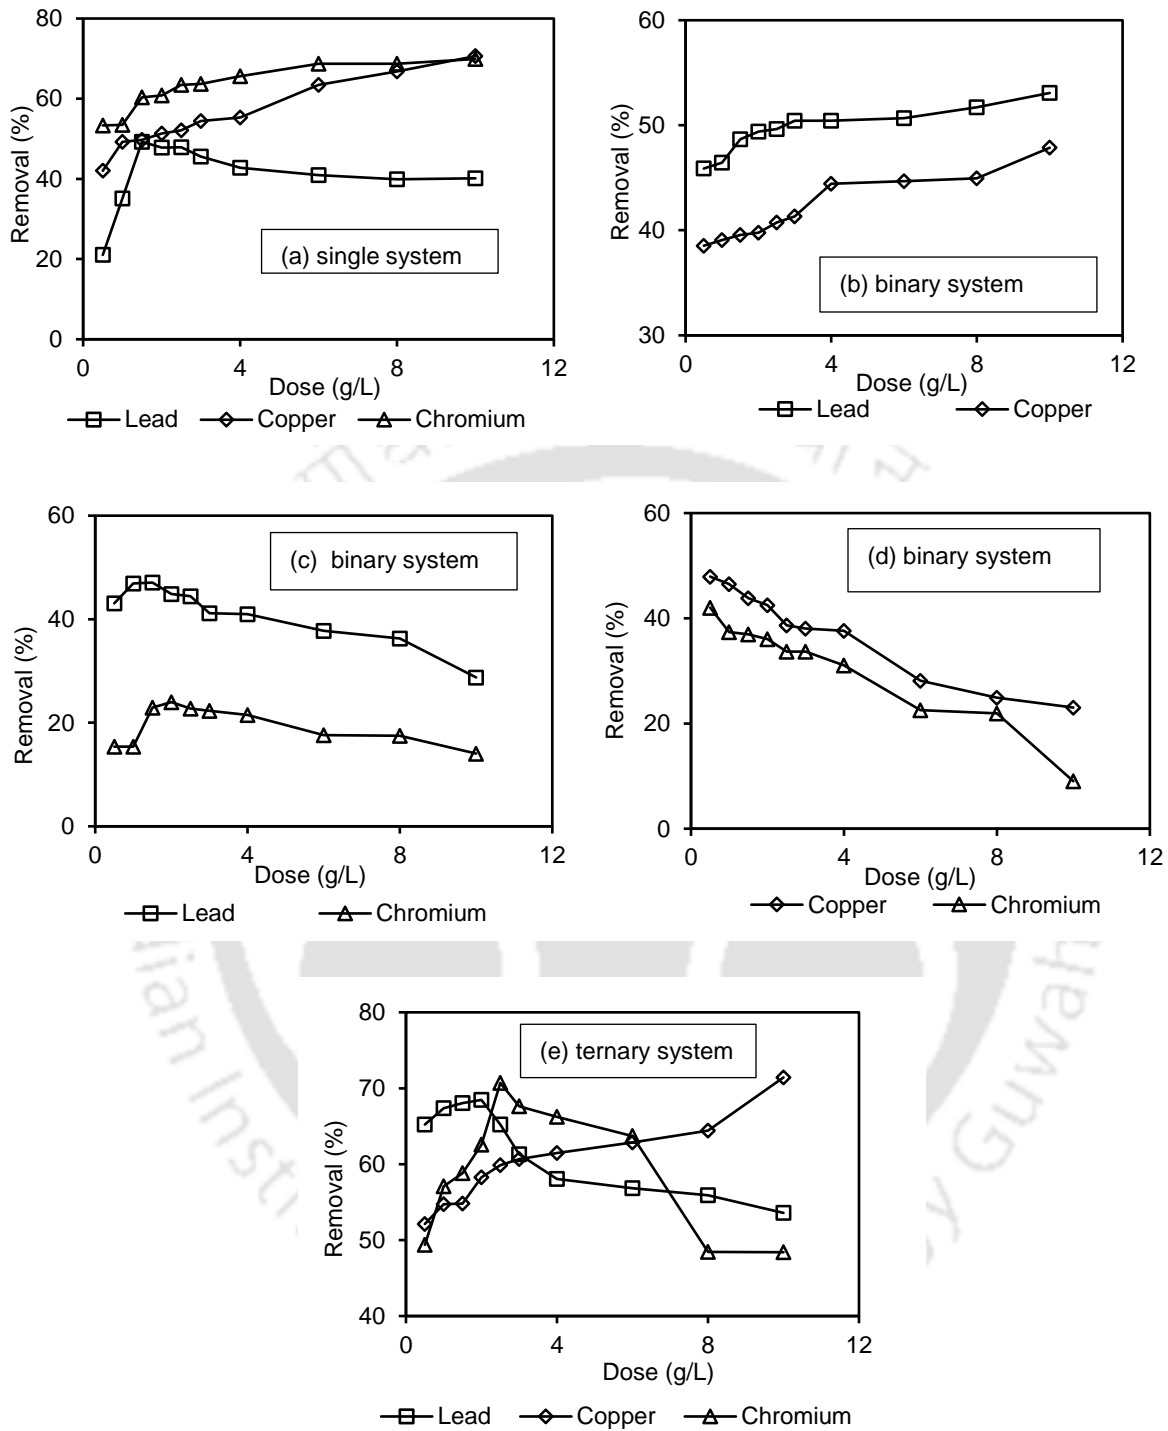 80
60
40
20
0
Removal (%)
(a) single system
0 4 8 12
Dose (g/L)
Lead Copper Chromium
60
50
40
30
Removal (%)
(b) binary system
0 4 8 12
Dose (g/L)
Lead Copper
60
40
20
0
Removal (%)
(c) binary system
0 4 8 12
Dose (g/L)
Lead Chromium
60
40
20
0
Removal (%)
(d) binary system
0 4 8 12
Dose (g/L)
Copper Chromium
80
70
60
50
40
Removal (%)
(e) ternary system
0 4 8 12
Dose (g/L)
Lead Copper Chromium
dian Insti
y Guwah